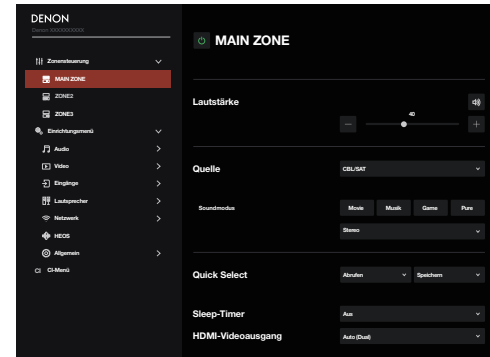 DENON
Denon XXXXXXXXXX
Zonensteuerung
MAIN ZONE
ZONE2
ZONE3
Einrichtungsmenü
Audio
Video
Eingänge
Lautsprecher
Netzwerk
HEOS
Allgemein
CI CI-Menü
MAIN ZONE
Lautstärke
40
Quelle CBL/SAT
Soundmodus Movie Musik Game Pure
Stereo
Quick Select Abrufen Speichern
Sleep-Timer Aus
HDMI-Videoausgang Auto (Dual)